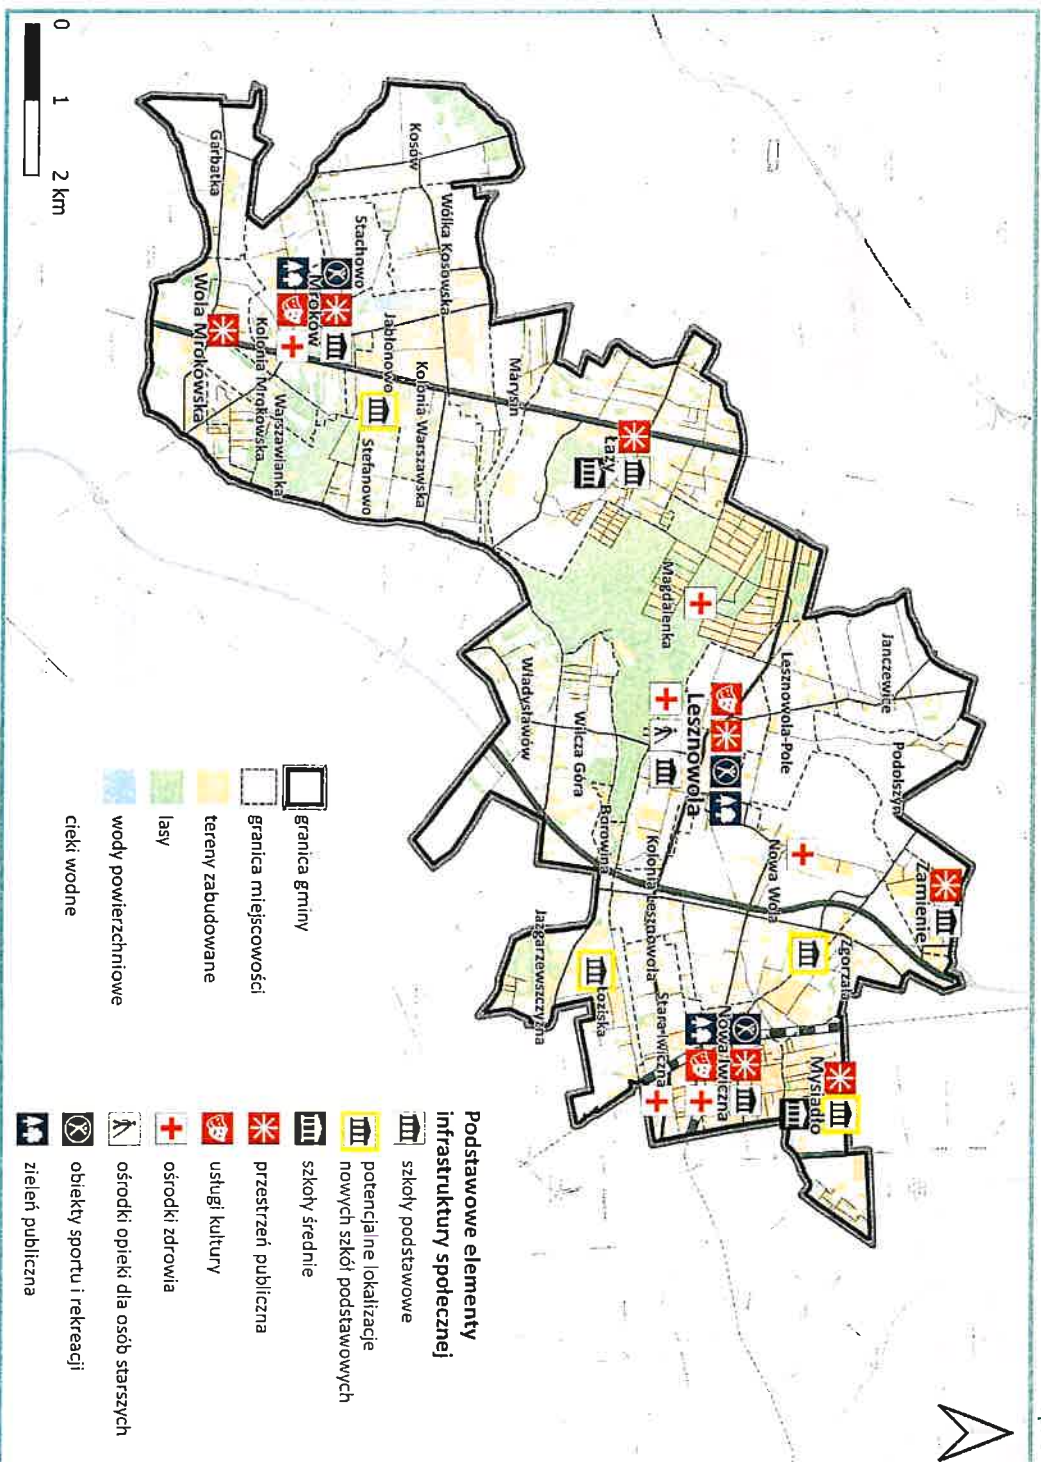 0 1 2 km
Garbatka
Kosów
Wólka Kosowska
Stachowo
Mroków
Jabłonowo
Wola Mrokowska
Kolonia Mrokowska
Warszawianka
Kolonia Warszawska
Stefanowo
Marysin
Łazy
Magdalenka
Janczewice
Lesznowola-Pole
Podolszyn
Lesznowola
Władysławów
Wilcza Góra
Borowina
Kolonia Lesznowola
Nowa Wola
Zamienie
Zgorzała
Jazgarzewszczyzna
Łoziska
Stara Iwiczna
Nowa Iwiczna
Mysiadło
granica gminy
granica miejscowości
tereny zabudowane
lasy
wody powierzchniowe
cieki wodne
Podstawowe elementy
infrastruktury społecznej
szkoły podstawowe
potencjalne lokalizacje
nowych szkół podstawowych
szkoły średnie
przestrzeń publiczna
usługi kultury
ośrodki zdrowia
ośrodki opieki dla osób starszych
obiekty sportu i rekreacji
zieleń publiczna